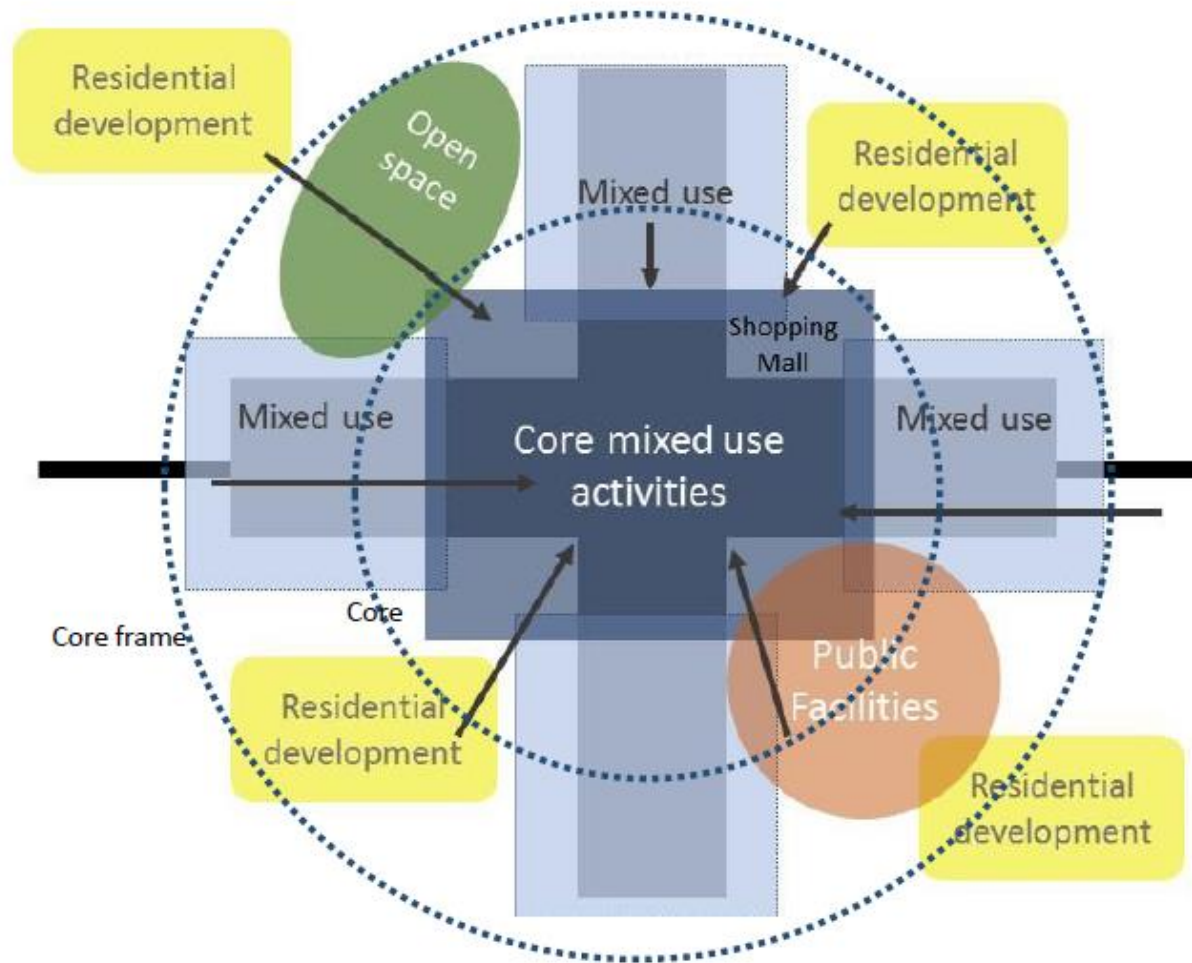 Residential
development
Open
space
Mixed use
Residential
development
Shopping
Mall
Mixed use
Core mixed use
activities
Mixed use
Core
Core frame
Residential
development
Public
Facilities
Residential
development